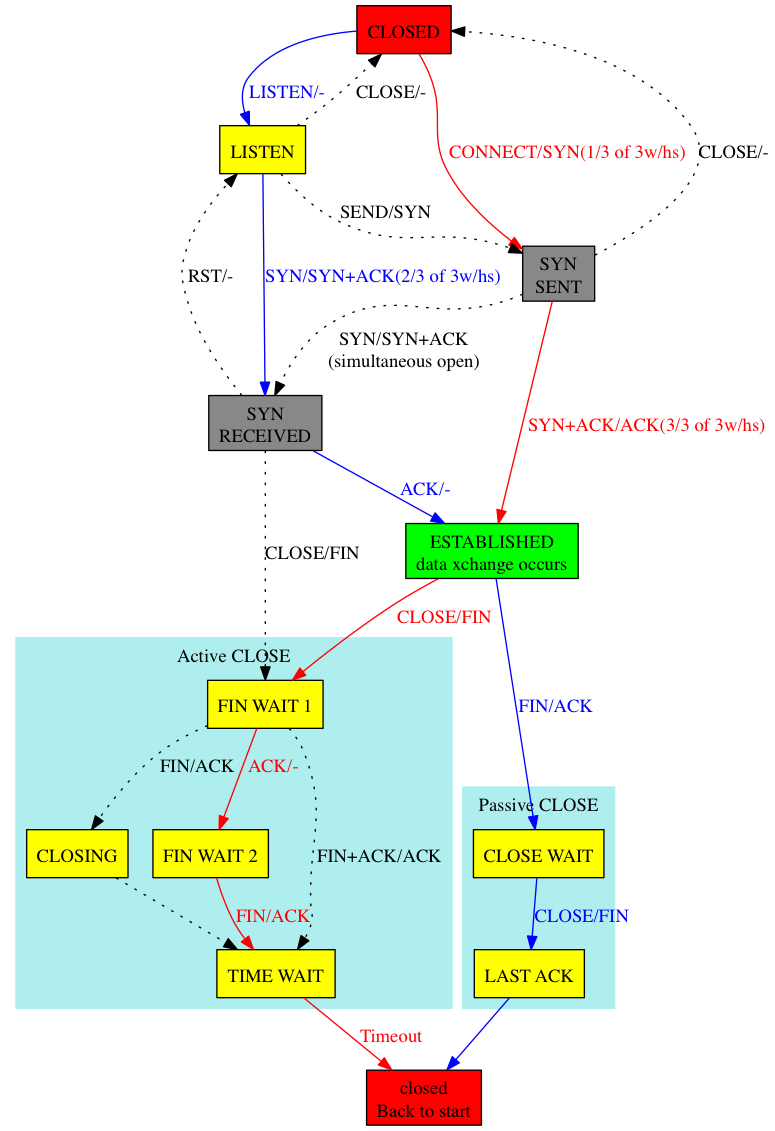 CLOSED
LISTEN/-
CLOSE/-
LISTEN
CONNECT/SYN(1/3 of 3w/hs)
CLOSE/-
SEND/SYN
SYN
SENT
RST/-
SYN/SYN+ACK(2/3 of 3w/hs)
SYN/SYN+ACK
(simultaneous open)
SYN
RECEIVED
SYN+ACK/ACK(3/3 of 3w/hs)
ACK/-
ESTABLISHED
data xchange occurs
CLOSE/FIN
CLOSE/FIN
Active CLOSE
FIN WAIT 1
FIN/ACK
FIN/ACK
ACK/-
Passive CLOSE
CLOSING
FIN WAIT 2
FIN+ACK/ACK
CLOSE WAIT
FIN/ACK
CLOSE/FIN
TIME WAIT
LAST ACK
Timeout
closed
Back to start